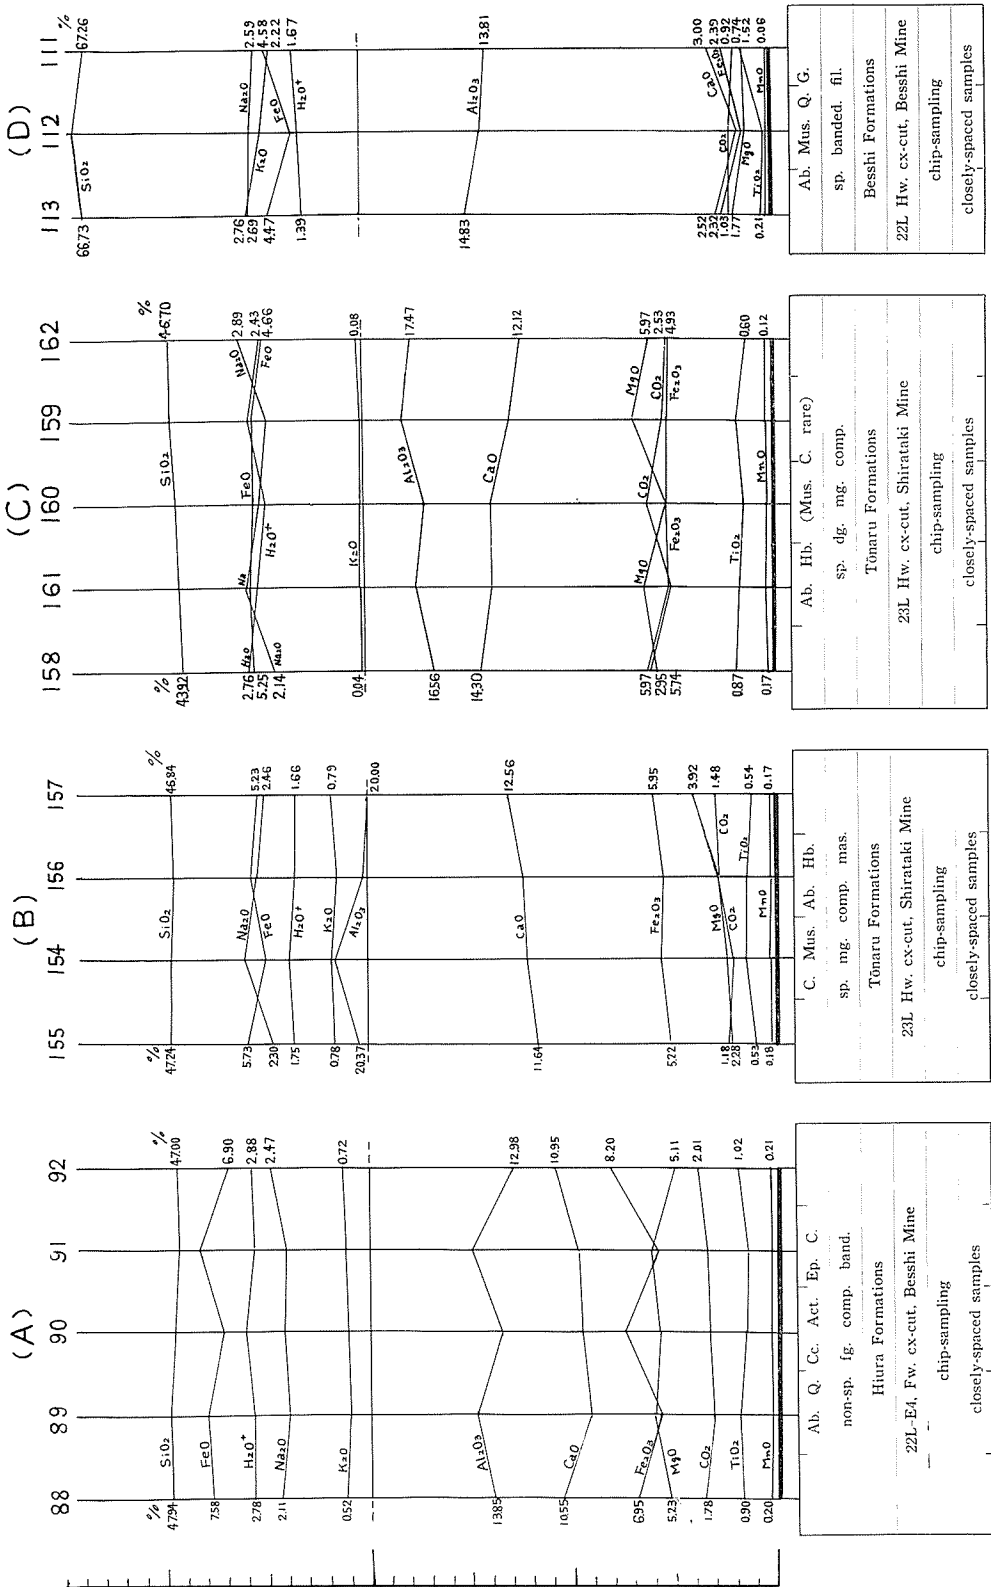 (A)
88 89 90 91 92
% %
47.94 SiO₂ 47.00
7.58 FeO 6.90
2.78 H₂O⁺ 2.88
2.11 Na₂O 2.47
0.52 K₂O 0.72
13.85 Al₂O₃ 12.98
10.55 CaO 10.95
6.95 Fe₂O₃ 8.20
5.23 MgO 5.11
1.78 CO₂ 2.01
0.90 TiO₂ 1.02
0.20 MnO 0.21
Ab. Q. Cc. Act. Ep. C.
non-sp. fg. comp. band.
Hiura Formations
22L-E4, Fw. cx-cut, Besshi Mine
chip-sampling
closely-spaced samples
(B)
155 154 156 157
% %
47.24 SiO₂ 46.84
5.73 Na₂O 5.23
2.30 FeO 2.46
1.75 H₂O⁺ 1.66
0.78 K₂O 0.79
20.37 Al₂O₃ 20.00
11.64 CaO 12.56
5.22 Fe₂O₃ 5.95
1.18 MgO 3.92
2.28 CO₂ CO₂ 1.48
0.53 TiO₂ 0.54
0.18 MnO 0.17
C. Mus. Ab. Hb.
sp. mg. comp. mas.
Tōnaru Formations
23L Hw. cx-cut, Shirataki Mine
chip-sampling
closely-spaced samples
(C)
158 161 160 159 162
% %
43.92 SiO₂ 46.70
2.76 H₂O Na FeO Na₂O 2.89
5.25 H₂O⁺ 2.43
2.14 Na₂O FeO 4.66
0.04 K₂O 0.08
16.56 Al₂O₃ 17.47
14.30 CaO 12.12
5.97 MgO CO₂ MgO 5.97
2.95 CO₂ 2.53
5.74 Fe₂O₃ Fe₂O₃ 4.93
0.87 TiO₂ 0.60
0.17 MnO 0.12
Ab. Hb. (Mus. C. rare)
sp. dg. mg. comp.
Tōnaru Formations
23L Hw. cx-cut, Shirataki Mine
chip-sampling
closely-spaced samples
(D)
113 112 111
%
66.73 SiO₂ 67.26
2.76 Na₂O 2.59
2.69 K₂O 4.58
4.47 FeO 2.22
1.39 H₂O⁺ 1.67
14.83 Al₂O₃ 13.81
2.52 CaO 3.00
2.32 Fe₂O₃ 2.39
1.03 CO₂ 0.92
1.77 MgO 0.74
1.52
0.21 TiO₂ MnO 0.06
Ab. Mus. Q. G.
sp. banded. fil.
Besshi Formations
22L Hw. cx-cut, Besshi Mine
chip-sampling
closely-spaced samples